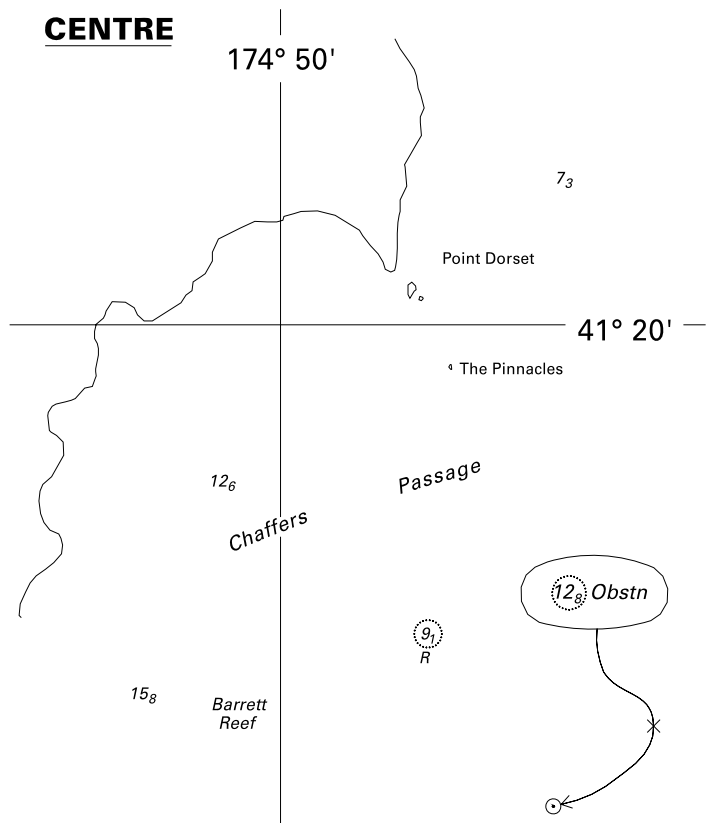 CENTRE
174° 50'
7₃
Point Dorset
41° 20'
The Pinnacles
Passage
12₆
Chaffers
12₈ Obstn
9₁
R
15₈
Barrett
Reef